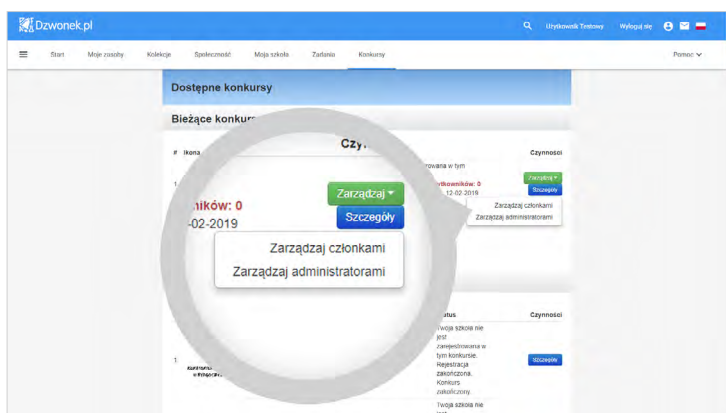 Dzwonek.pl
Użytkownik Testowy Wyloguj się
Start Moje zasoby Kolekcje Społeczność Moja szkoła Zadania Konkursy Pomoc
Dostępne konkursy
Bieżące konku
# Ikona Czynności
rowana w tym
1
tkowników: 0
12-02-2019
Zarządzaj
Szczegóły
Zarządzaj członkami
Zarządzaj administratorami
Czy
ników: 0
-02-2019
Zarządzaj
Szczegóły
Zarządzaj członkami
Zarządzaj administratorami
tatus Czynności
1
Twoja szkoła nie
jest
zarejestrowana w
tym konkursie.
Rejestracja
zakończona.
Konkurs
zakończony.
Szczegóły
Twoja szkoła nie